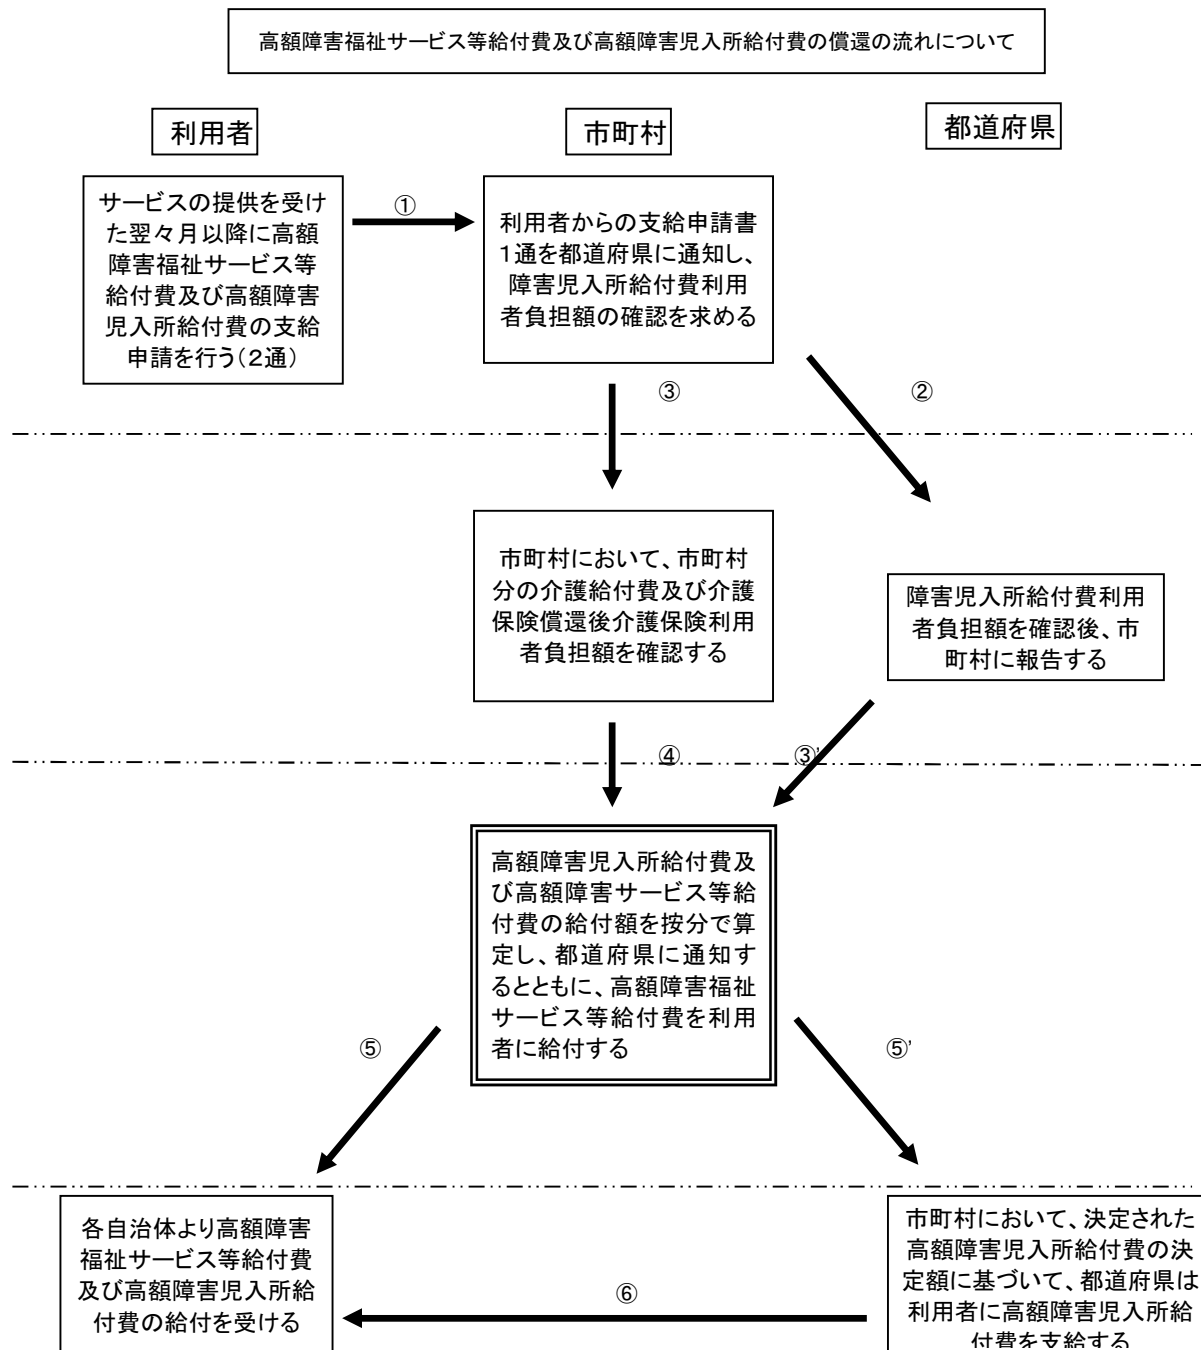 高額障害福祉サービス等給付費及び高額障害児入所給付費の償還の流れについて
利用者
市町村
都道府県
サービスの提供を受け
た翌々月以降に高額
障害福祉サービス等
給付費及び高額障害
児入所給付費の支給
申請を行う(2通)
①
利用者からの支給申請書
1通を都道府県に通知し、
障害児入所給付費利用
者負担額の確認を求める
③
②
市町村において、市町村
分の介護給付費及び介護
保険償還後介護保険利用
者負担額を確認する
障害児入所給付費利用
者負担額を確認後、市
町村に報告する
④
③'
高額障害児入所給付費及
び高額障害サービス等給
付費の給付額を按分で算
定し、都道府県に通知す
るとともに、高額障害福祉
サービス等給付費を利用
者に給付する
⑤
⑤'
各自治体より高額障害
福祉サービス等給付費
及び高額障害児入所給
付費の給付を受ける
⑥
市町村において、決定された
高額障害児入所給付費の決
定額に基づいて、都道府県は
利用者に高額障害児入所給
付費を支給する